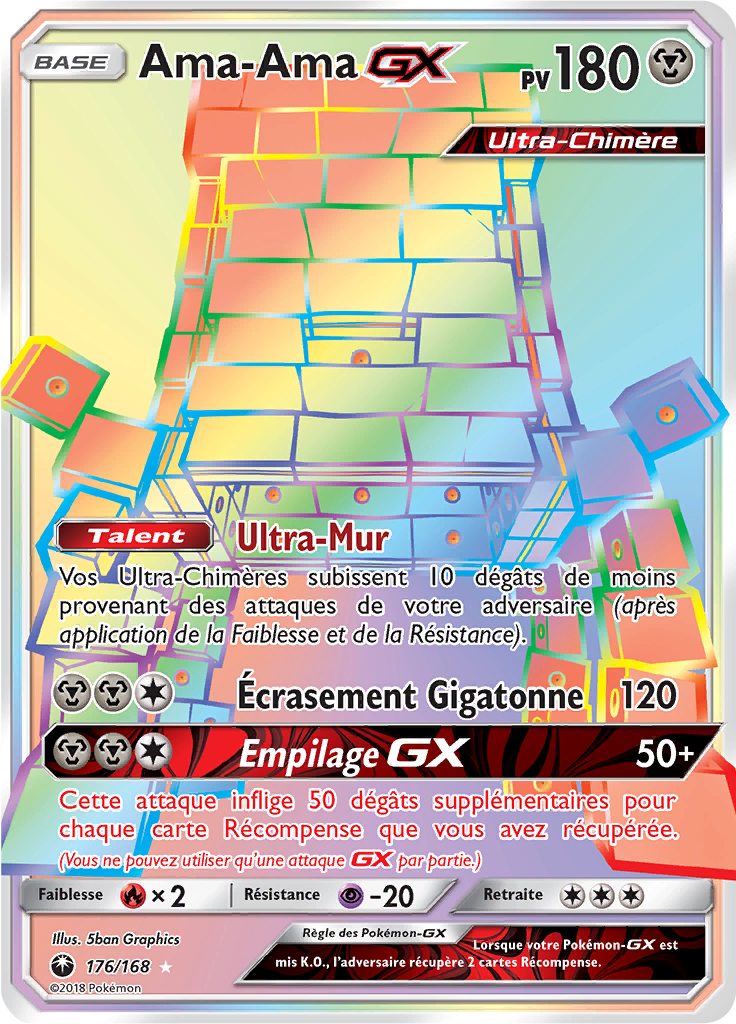 BASE
Ama-Ama GX
PV 180
Ultra-Chimère
Talent Ultra-Mur
Vos Ultra-Chimères subissent 10 dégâts de moins
provenant des attaques de votre adversaire (après
application de la Faiblesse et de la Résistance).
Écrasement Gigatonne 120
Empilage GX 50+
Cette attaque inflige 50 dégâts supplémentaires pour
chaque carte Récompense que vous avez récupérée.
(Vous ne pouvez utiliser qu'une attaque GX par partie.)
Faiblesse × 2 Résistance -20 Retraite
Illus. 5ban Graphics
176/168
©2018 Pokémon
Règle des Pokémon-GX
Lorsque votre Pokémon-GX est
mis K.O., l'adversaire récupère 2 cartes Récompense.